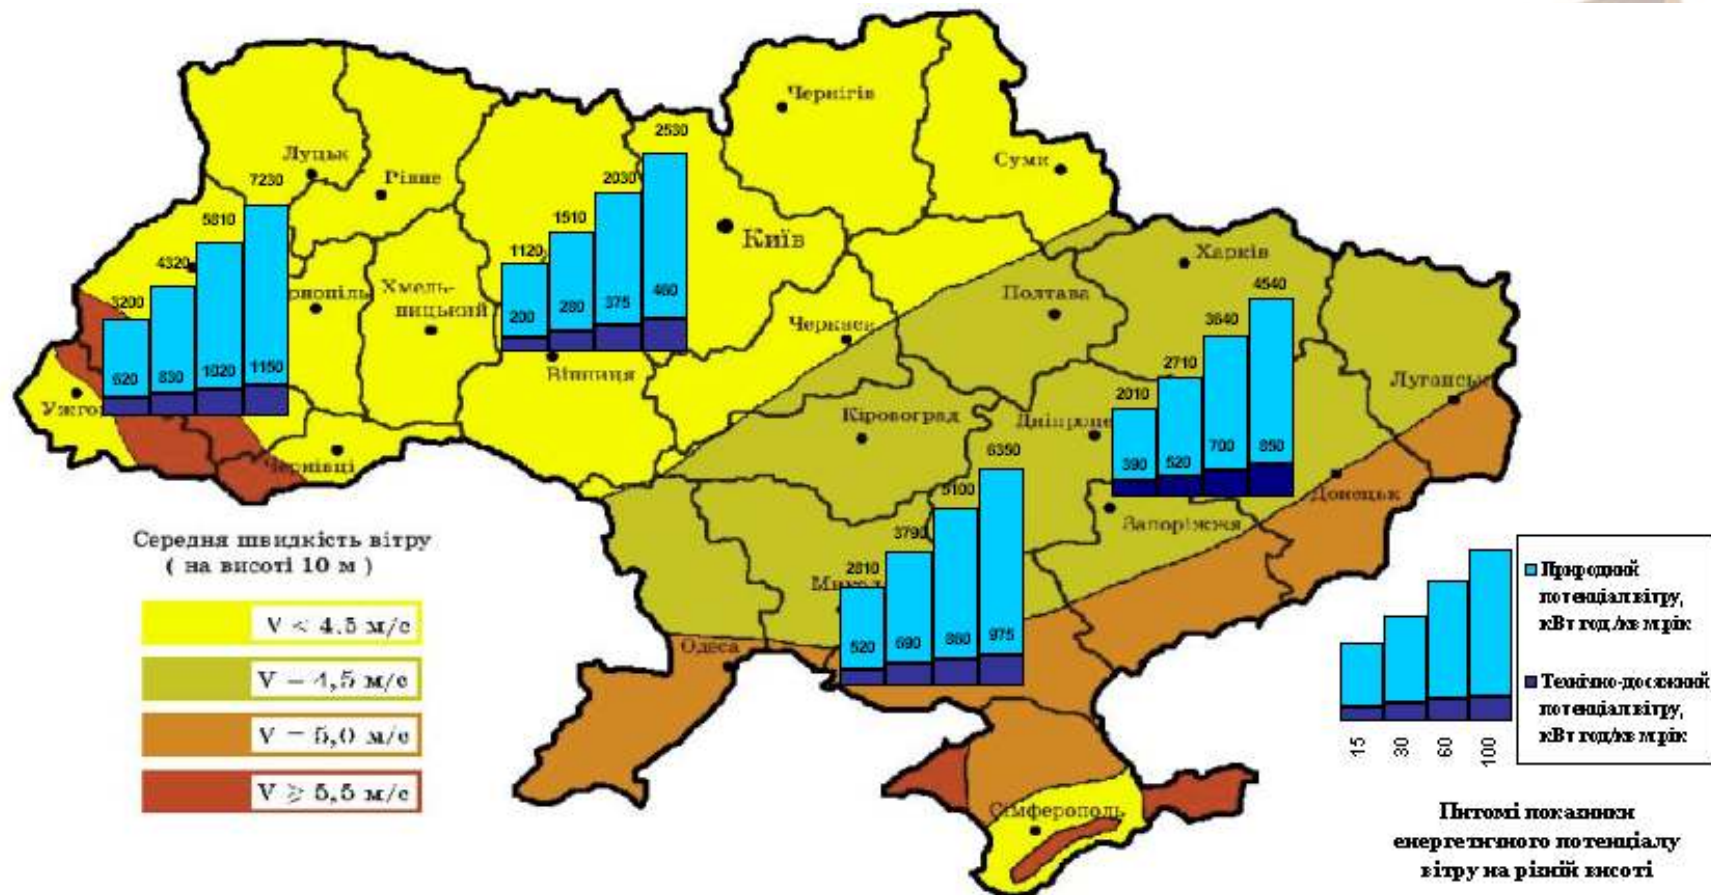 Чернігів
2530
Луцьк
Рівне
Суми
7230
2030
5810
1510
Київ
1120
4320
Харків
3200
Хмель-
ницький
рнопіль
200
280
375
460
Полтава
4540
Черкаси
3640
2710
620
830
1020
1150
Вінниця
Луганськ
2010
Ужгор
Кіровоград
Дніпропе
6350
Чернівці
390
520
700
850
5100
Донецьк
Запоріжжя
3790
2810
Микол
Середня швидкість вітру
( на висоті 10 м )
V < 4,5 м/с
V = 4,5 м/с
V = 5,0 м/с
V ⩾ 5,5 м/с
520
690
860
975
Одеса
Сімферополь
Природний
потенціал вітру,
кВт год/кв м рік
Технічно-досяжний
потенціал вітру,
кВт год/кв м рік
15
30
60
100
Питомі показники
енергетичного потенціалу
вітру на різній висоті